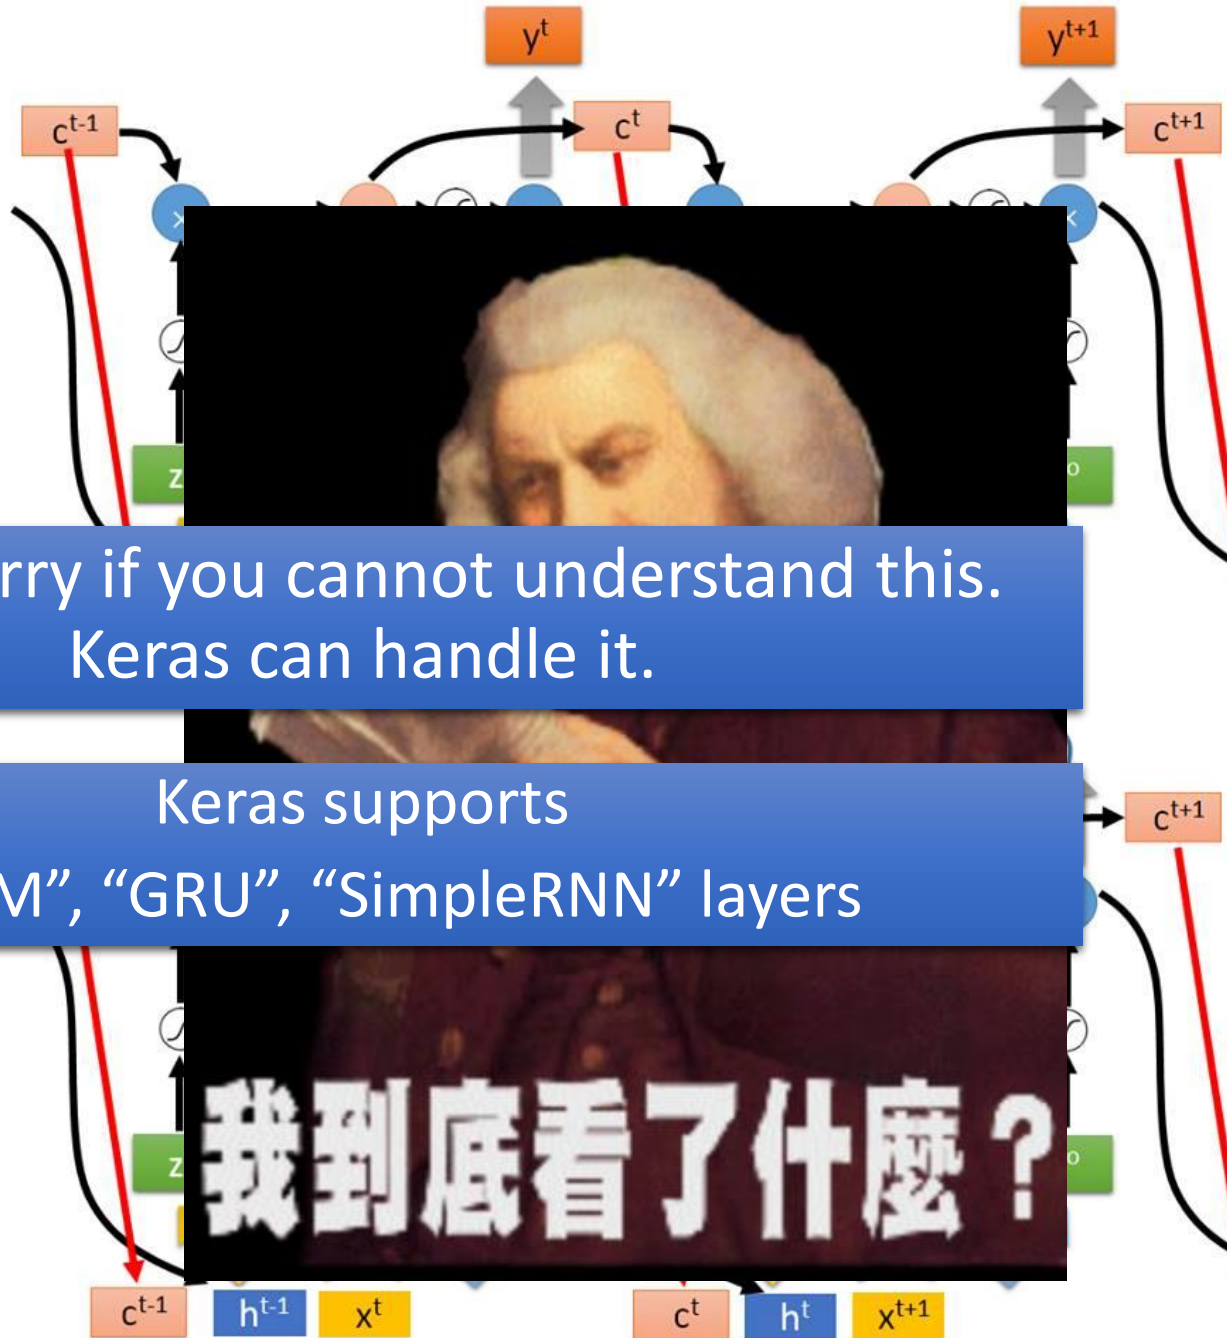 y^t y^t+1
c^t-1 c^t c^t+1
×
z o
rry if you cannot understand this.
Keras can handle it.
Keras supports
M”, “GRU”, “SimpleRNN” layers
c^t+1
z o
我到底看了什麼？
c^t-1 h^t-1 x^t c^t h^t x^t+1